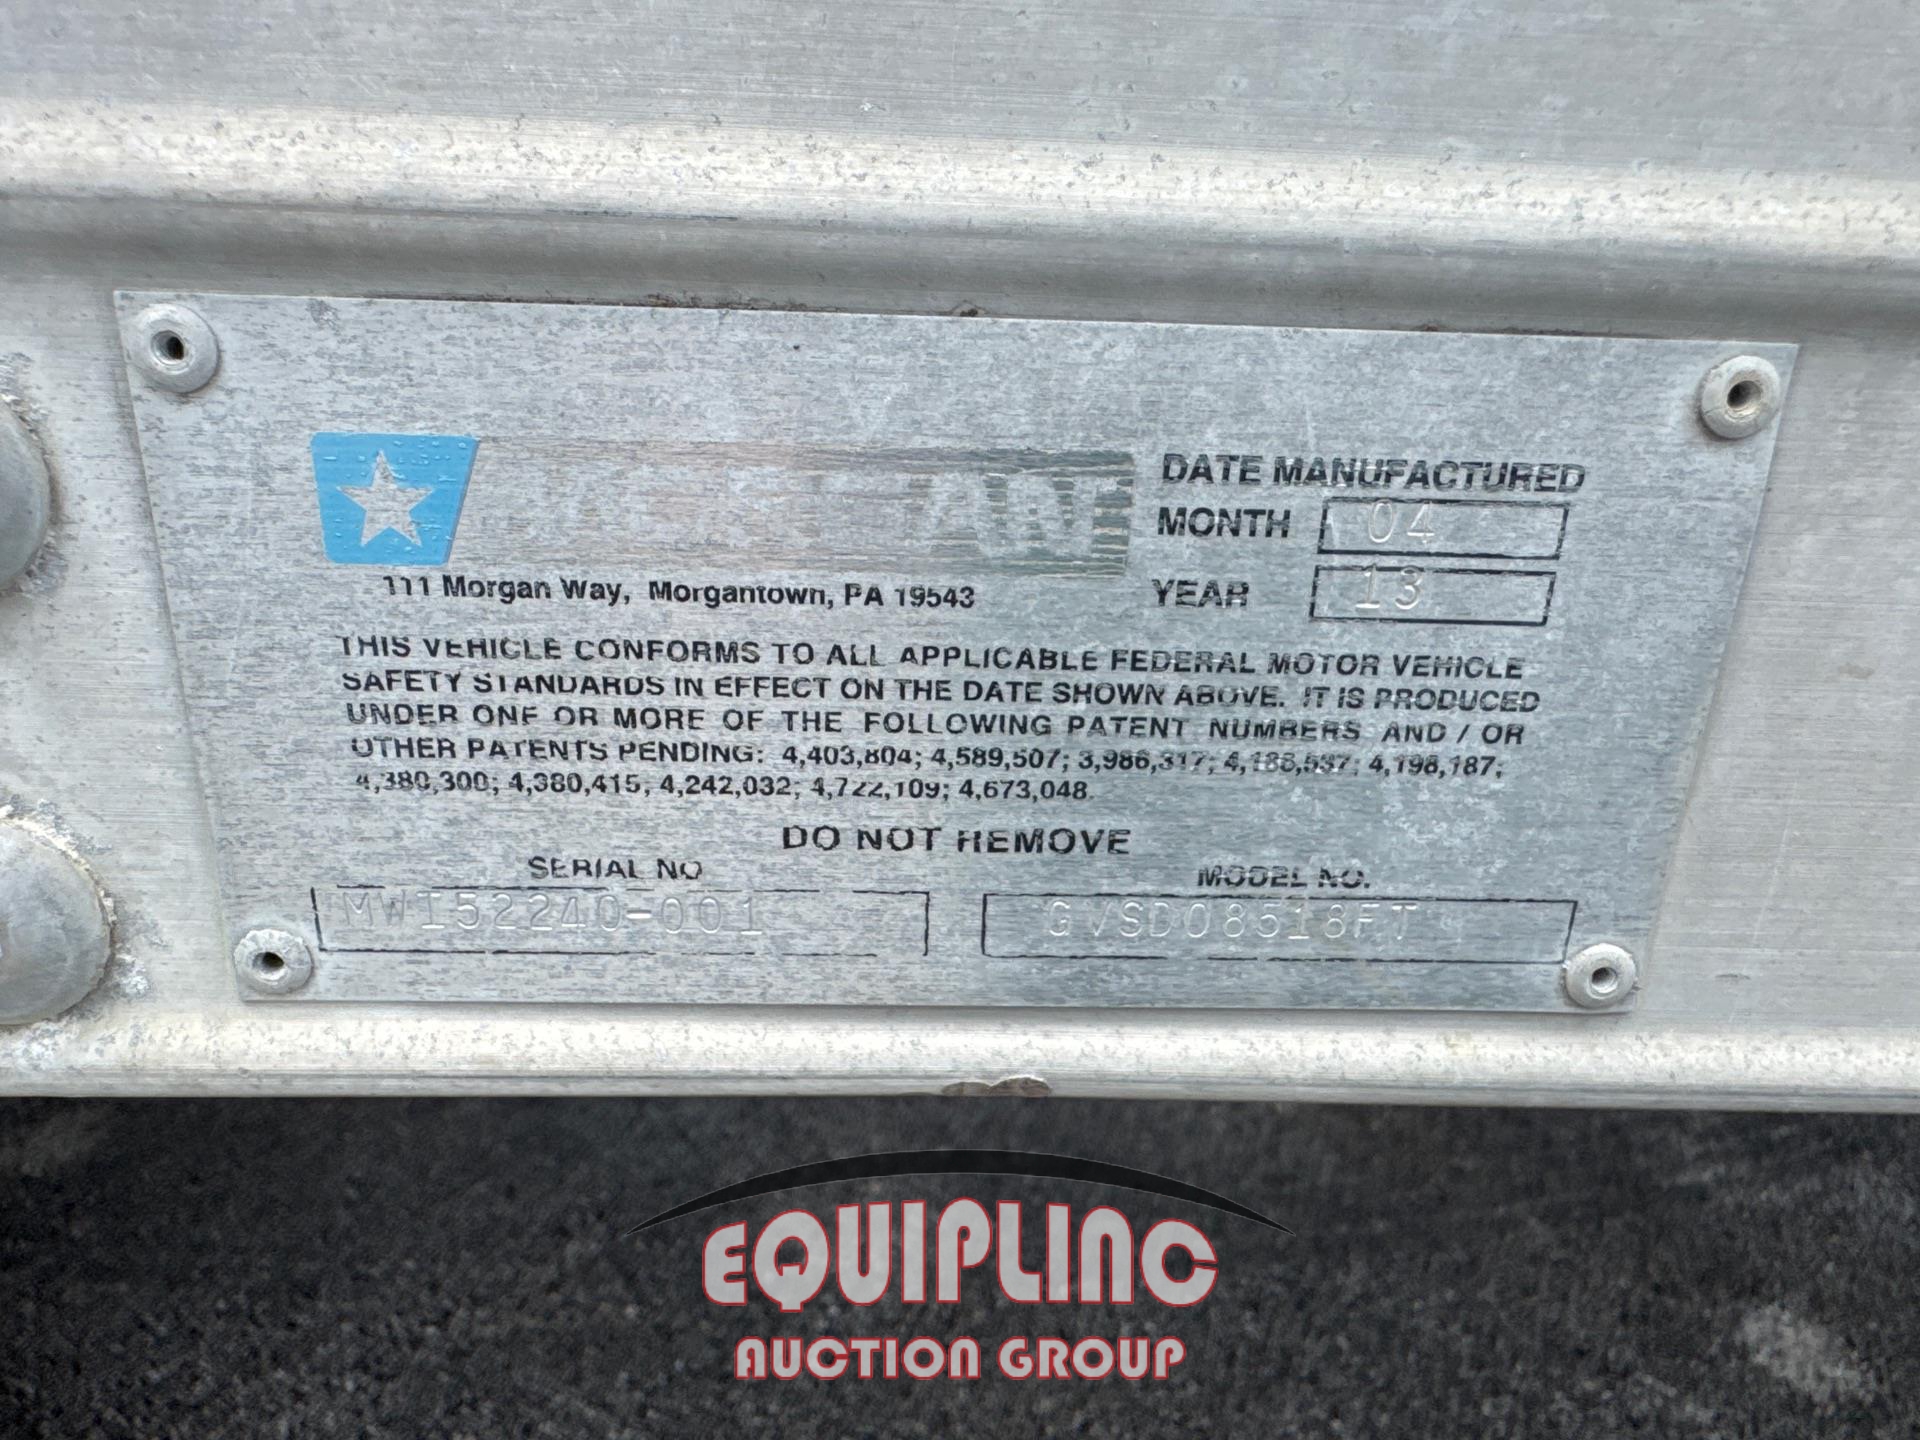 DATE MANUFACTURED
MONTH 04
YEAR 13
111 Morgan Way, Morgantown, PA 19543
THIS VEHICLE CONFORMS TO ALL APPLICABLE FEDERAL MOTOR VEHICLE
SAFETY STANDARDS IN EFFECT ON THE DATE SHOWN ABOVE. IT IS PRODUCED
UNDER ONE OR MORE OF THE FOLLOWING PATENT NUMBERS AND / OR
OTHER PATENTS PENDING: 4,403,804; 4,589,507; 3,986,317; 4,198,187;
4,380,300; 4,380,415; 4,242,032; 4,722,109; 4,673,048.
DO NOT REMOVE
SERIAL NO
MWI52240-001
MODEL NO.
GVSD08518FT
EQUIPLINC
AUCTION GROUP